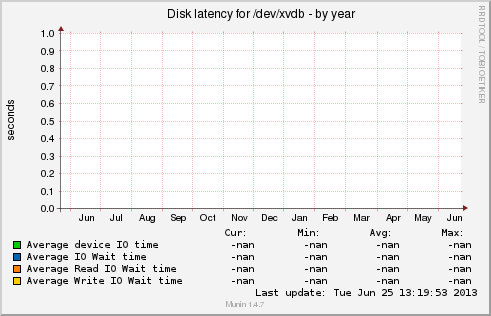 Disk latency for /dev/xvdb - by year
RRDTOOL / TOBI OETIKER
seconds
1.0
0.9
0.8
0.7
0.6
0.5
0.4
0.3
0.2
0.1
0.0
Jun Jul Aug Sep Oct Nov Dec Jan Feb Mar Apr May Jun
Cur: Min: Avg: Max:
Average device IO time -nan -nan -nan -nan
Average IO Wait time -nan -nan -nan -nan
Average Read IO Wait time -nan -nan -nan -nan
Average Write IO Wait time -nan -nan -nan -nan
Last update: Tue Jun 25 13:19:53 2013
Munin 1.4.7